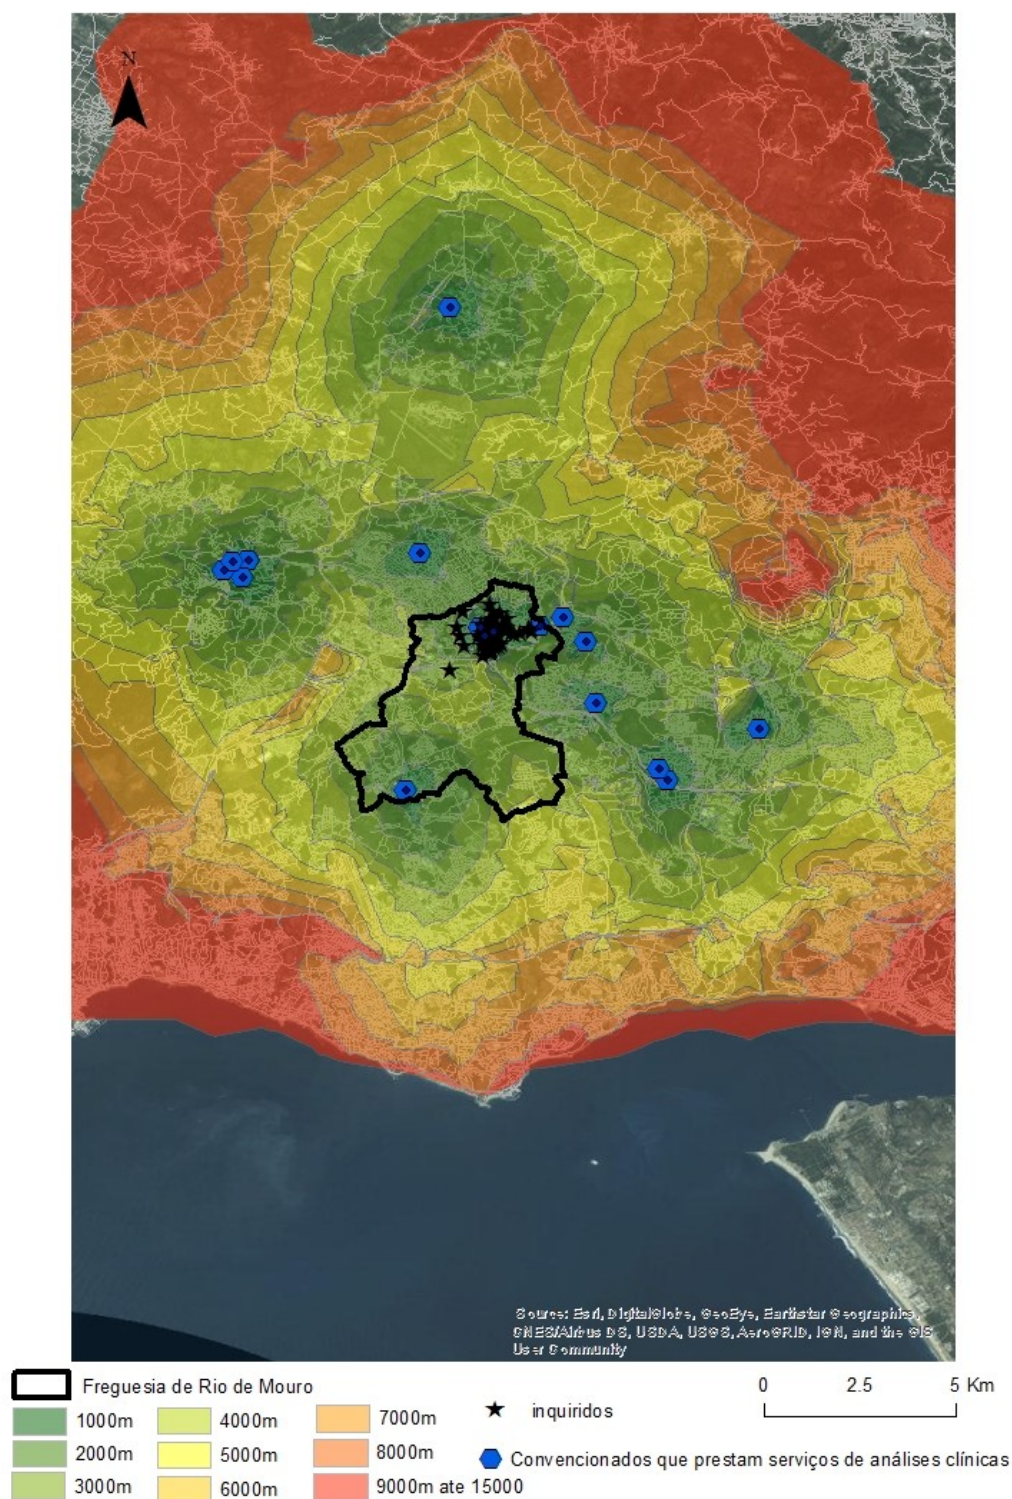 N
Source: Esri, DigitalGlobe, GeoEye, Earthstar Geographics,
CNES/Airbus DS, USDA, USGS, AeroGRID, IGN, and the GIS
User Community
Freguesia de Rio de Mouro
0 2.5 5 Km
1000m 4000m 7000m
inquiridos
2000m 5000m 8000m
Convencionados que prestam serviços de análises clínicas
3000m 6000m 9000m ate 15000